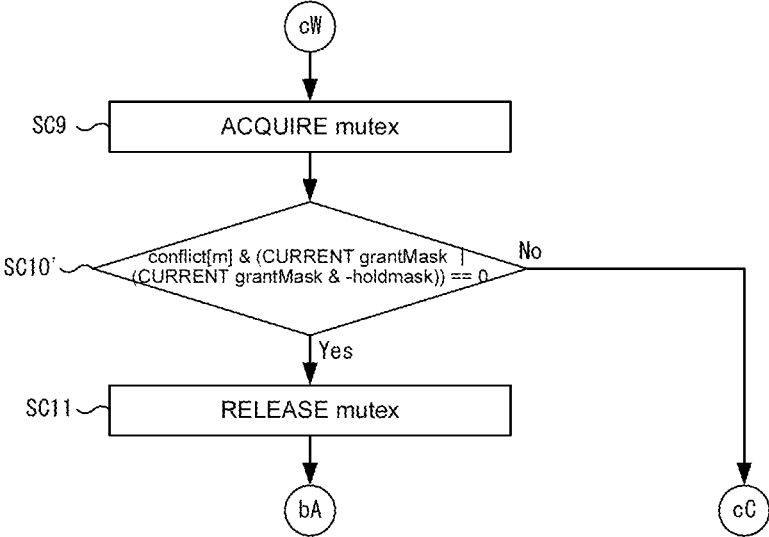 cW
SC9
ACQUIRE mutex
SC10'
conflict[m] & (CURRENT grantMask |
(CURRENT grantMask & -holdmask)) == 0
No
Yes
SC11
RELEASE mutex
bA
cC